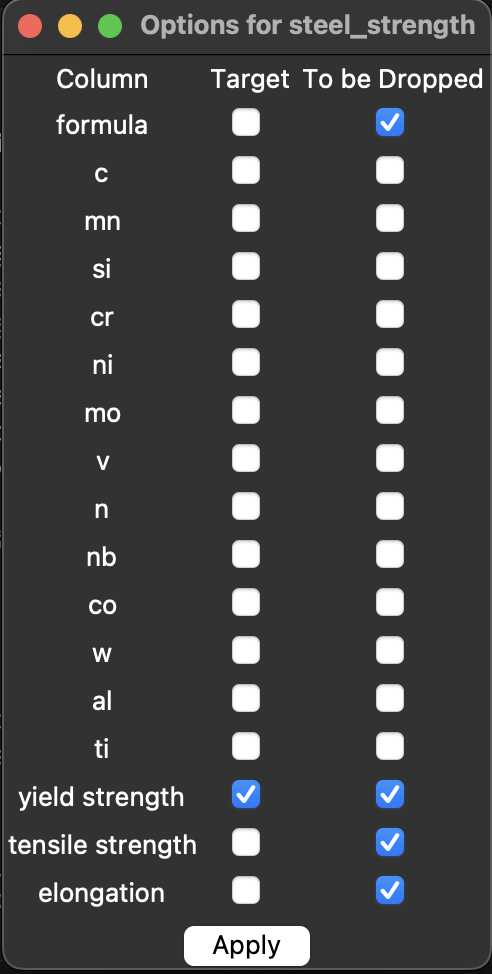 Options for steel_strength
Column Target To be Dropped
formula
c
mn
si
cr
ni
mo
v
n
nb
co
w
al
ti
yield strength
tensile strength
elongation
Apply